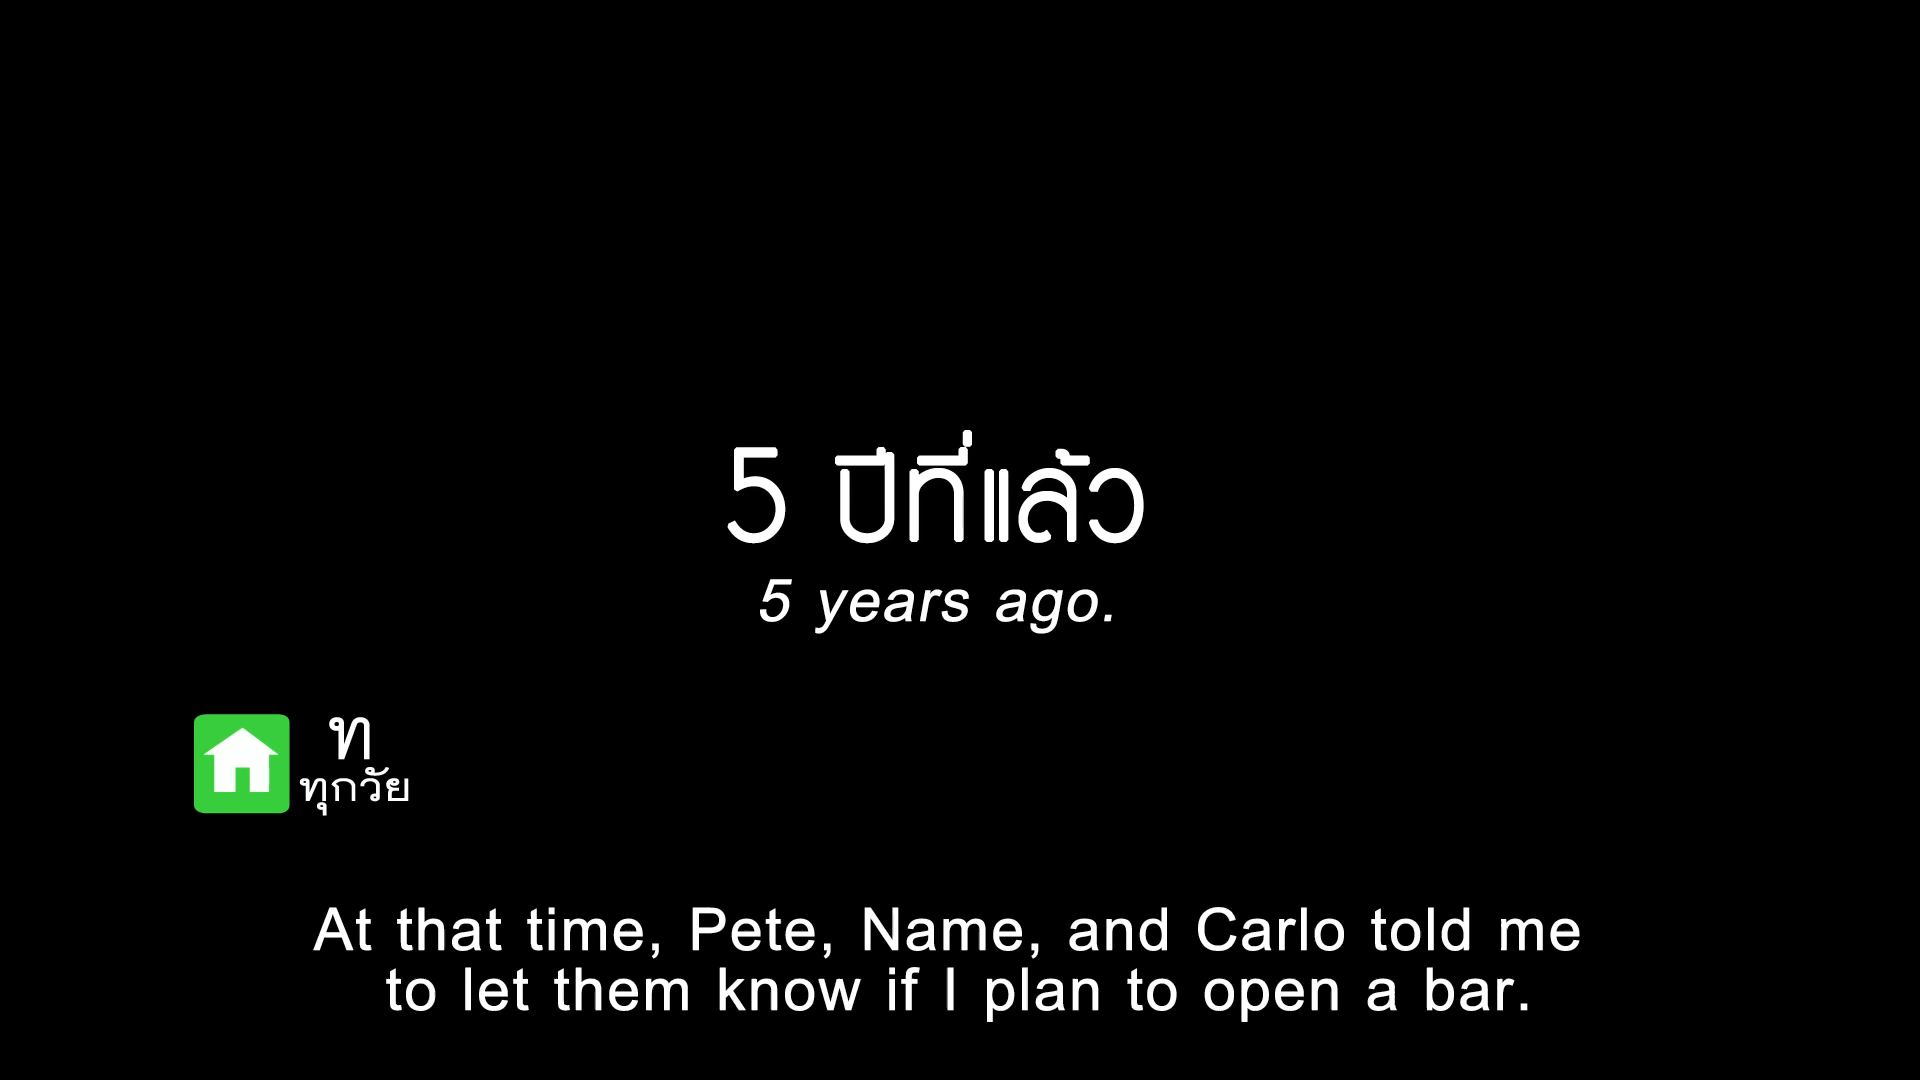 5 ปีที่แล้ว
5 years ago.
ท
ทุกวัย
At that time, Pete, Name, and Carlo told me
to let them know if I plan to open a bar.